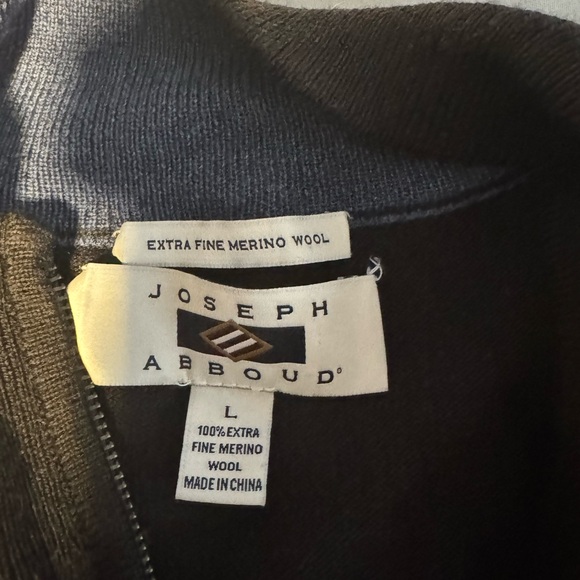 EXTRA FINE MERINO WOOL
JOSEPH
ABBOUD
L
100% EXTRA
FINE MERINO
WOOL
MADE IN CHINA